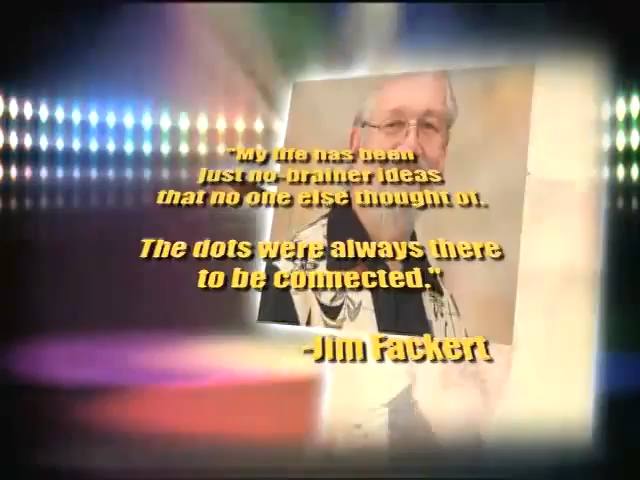 "My life has been
just no-brainer ideas
that no one else thought of.
The dots were always there
to be connected."
-Jim Fackert